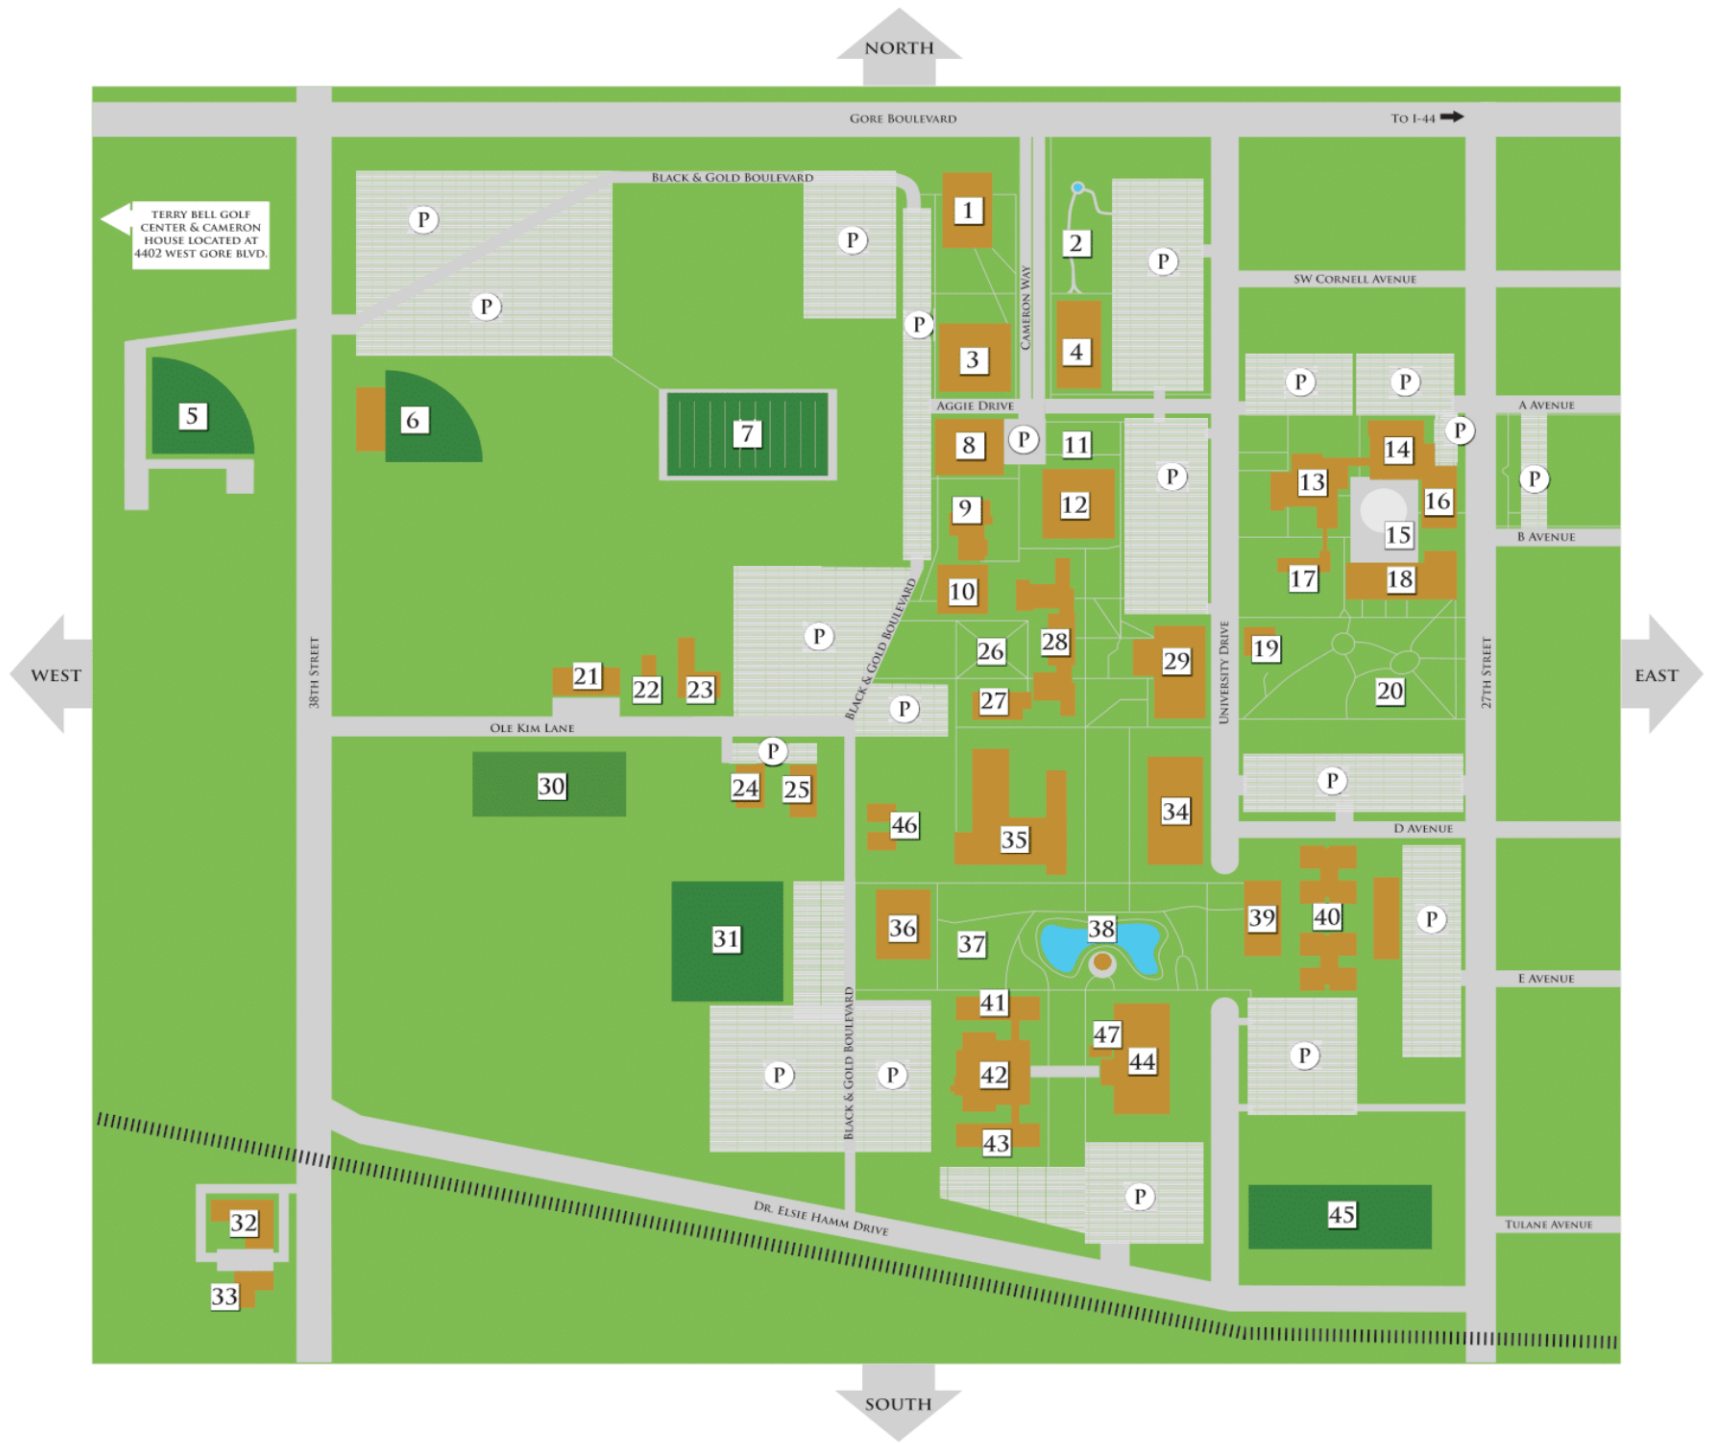 NORTH
GORE BOULEVARD
TO I-44
BLACK & GOLD BOULEVARD
TERRY BELL GOLF
CENTER & CAMERON
HOUSE LOCATED AT
4402 WEST GORE BLVD.
P
P
P
P
P
1
2
CAMERON WAY
SW CORNELL AVENUE
3
4
5
6
7
P
P
AGGIE DRIVE
A AVENUE
8
P
11
P
P
P
9
12
10
13
14
15
16
17
18
B AVENUE
P
BLACK & GOLD BOULEVARD
19
20
26
28
29
27
P
21
22
23
WEST
EAST
38TH STREET
UNIVERSITY DRIVE
27TH STREET
OLE KIM LANE
P
24
25
30
46
35
34
P
D AVENUE
31
36
37
38
39
40
P
E AVENUE
41
47
42
44
43
P
P
P
BLACK & GOLD BOULEVARD
P
45
TULANE AVENUE
32
33
DR. ELSIE HAMM DRIVE
SOUTH